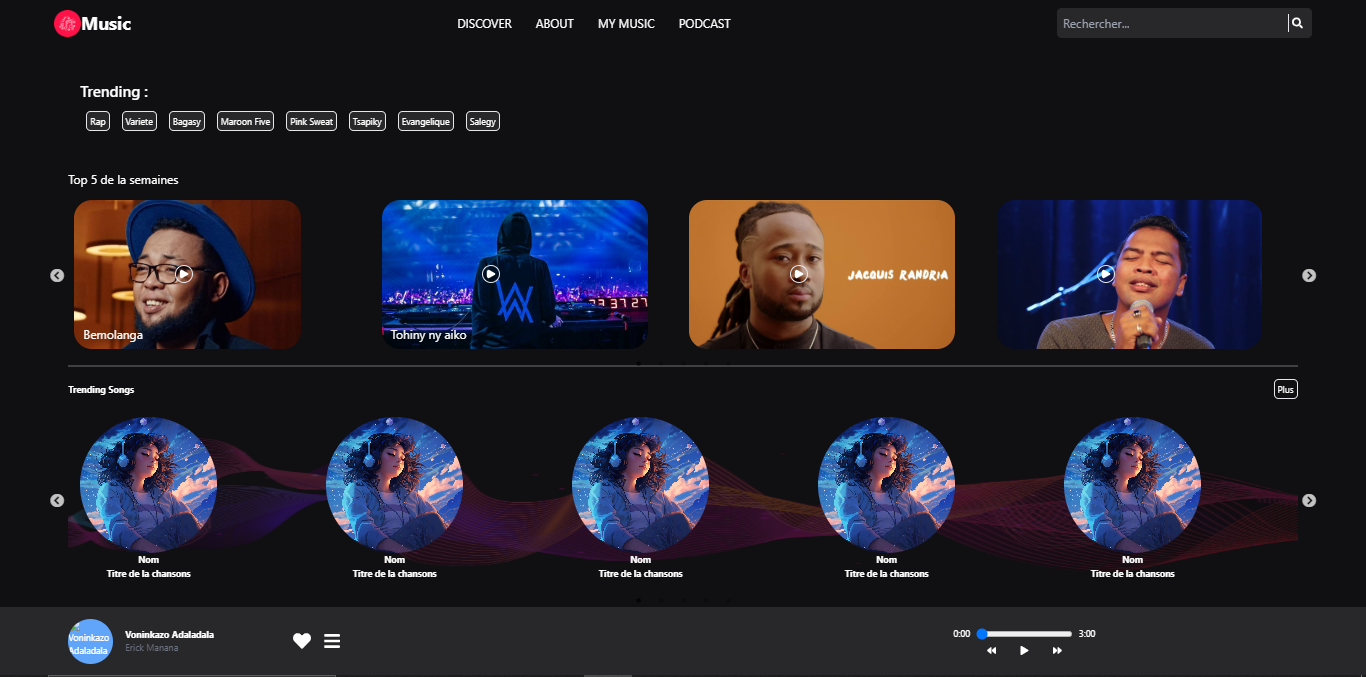 Music
DISCOVER ABOUT MY MUSIC PODCAST
Rechercher...
Trending :
Rap Variete Bagasy Maroon Five Pink Sweat Tsapiky Evangelique Salegy
Top 5 de la semaines
JACQUIS RANDRIA
23 37 27
Bemolanga
Tohiny ny aiko
Trending Songs
Plus
Nom Nom Nom Nom Nom
Titre de la chansons Titre de la chansons Titre de la chansons Titre de la chansons Titre de la chansons
Voninkazo
Adaladala
Voninkazo Adaladala
Erick Manana
0:00 3:00